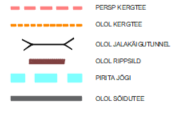 PERSP KERGTEE
OLOL KERGTEE
OLOL JALAKÄIGUTUNNEL
OLOL RIPPSILD
PIRITA JÕGI
OLOL SÕIDUTEE